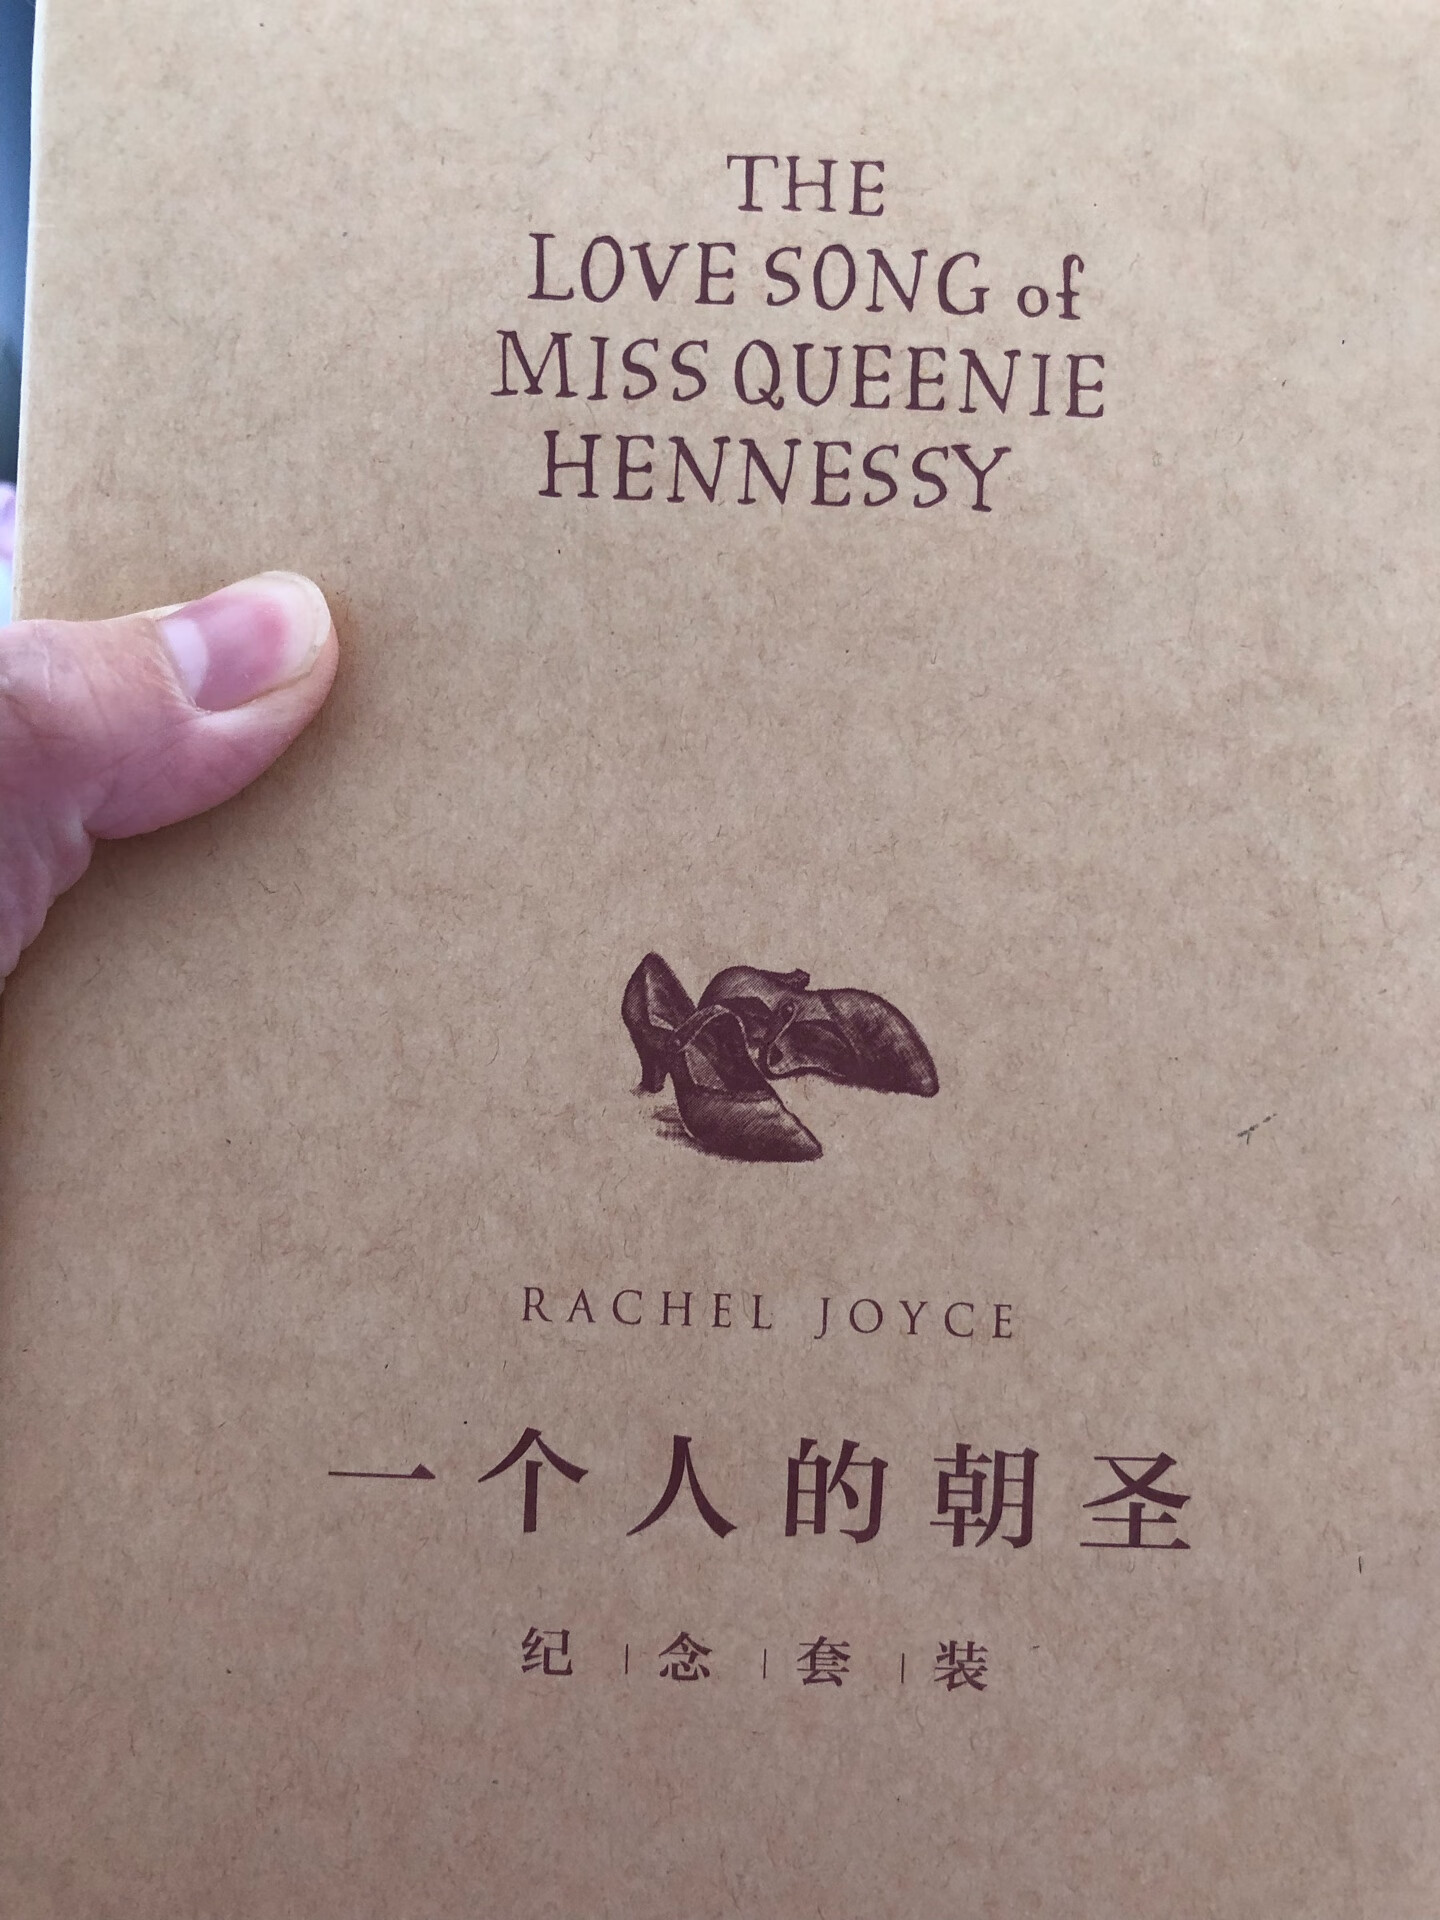 THE
LOVE SONG of
MISS QUEENIE
HENNESSY
RACHEL JOYCE
一个人的朝圣
纪|念|套|装